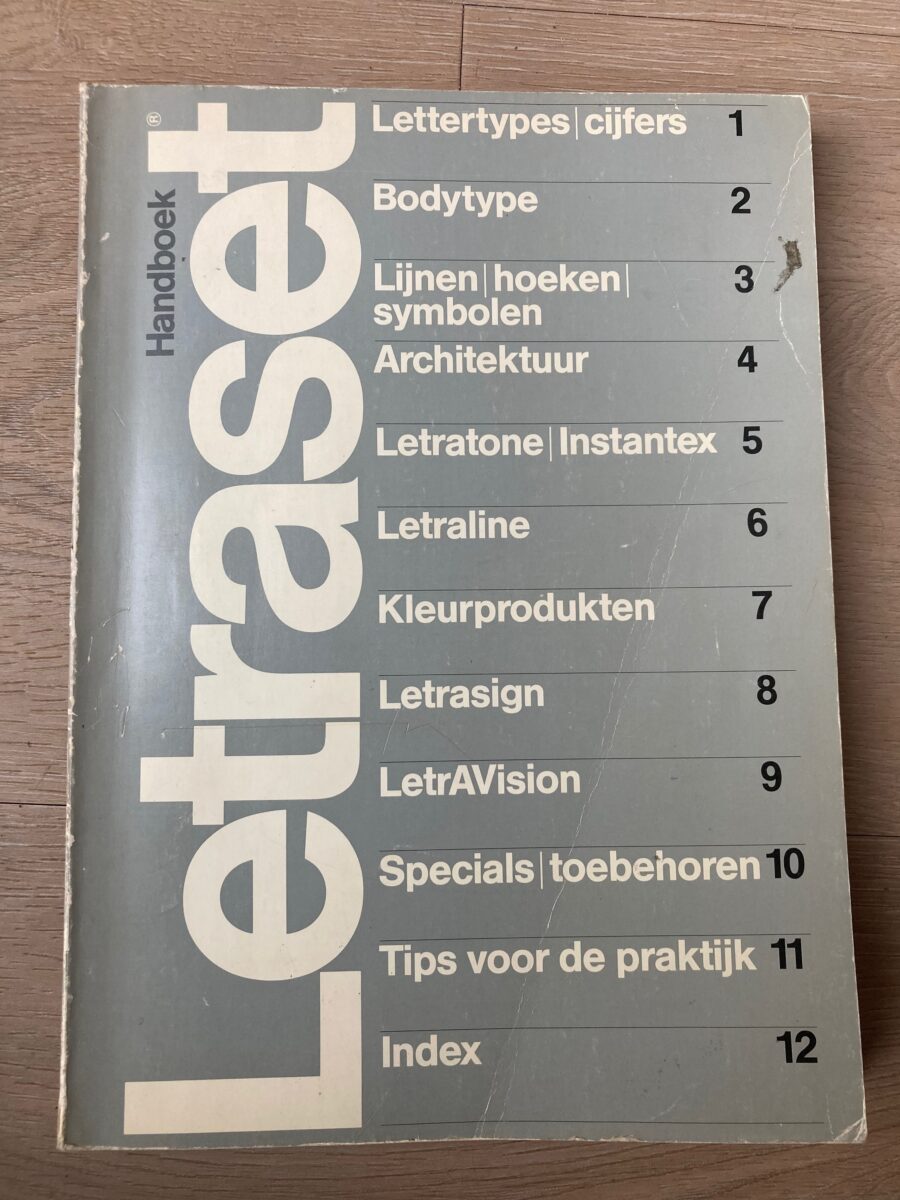 Letraset®
Handboek
Lettertypes|cijfers 1
Bodytype 2
Lijnen|hoeken| 3
symbolen
Architektuur 4
Letratone|Instantex 5
Letraline 6
Kleurprodukten 7
Letrasign 8
LetrAVision 9
Specials|toebehoren 10
Tips voor de praktijk 11
Index 12